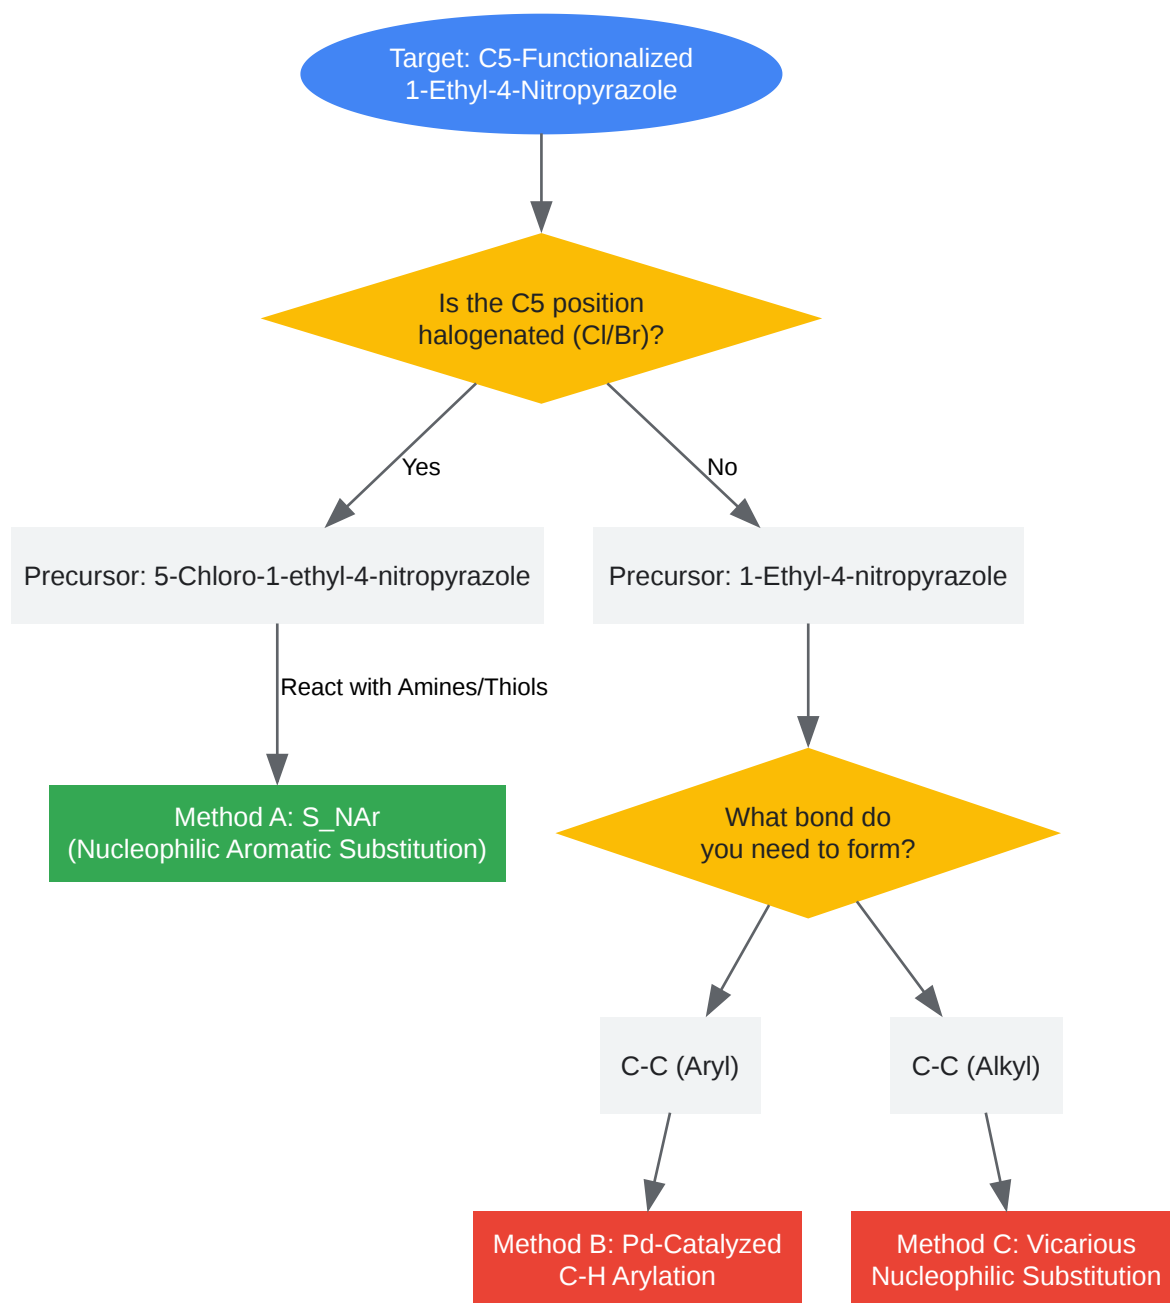 Target: C5-Functionalized
1-Ethyl-4-Nitropyrazole
Is the C5 position
halogenated (Cl/Br)?
Yes
No
Precursor: 5-Chloro-1-ethyl-4-nitropyrazole
Precursor: 1-Ethyl-4-nitropyrazole
React with Amines/Thiols
Method A: S_NAr
(Nucleophilic Aromatic Substitution)
What bond do
you need to form?
C-C (Aryl)
C-C (Alkyl)
Method B: Pd-Catalyzed
C-H Arylation
Method C: Vicarious
Nucleophilic Substitution